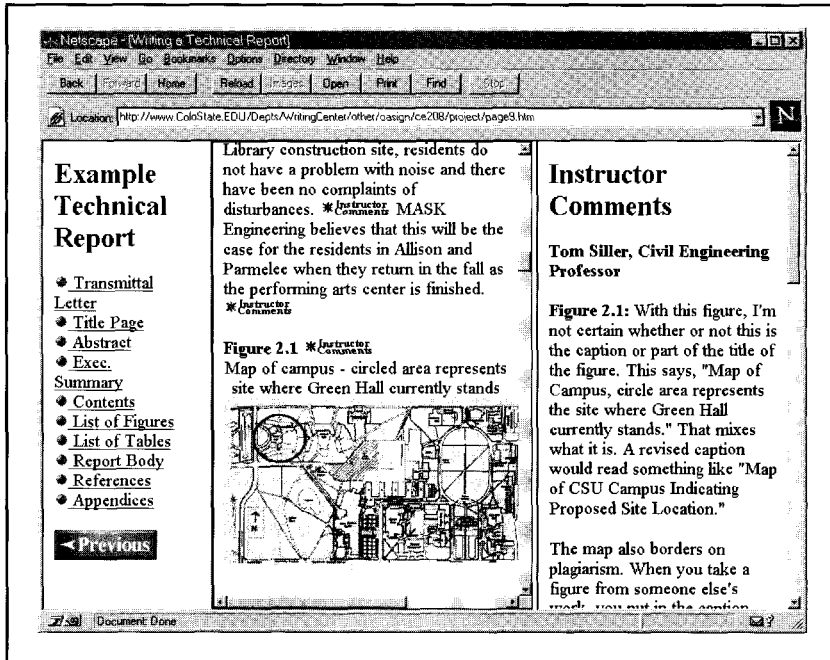 Netscape - [Writing a Technical Report]
File Edit View Go Bookmarks Options Directory Window Help
Back Forward Home Reload Images Open Print Find Stop
Location: http://www.ColoState.EDU/Depts/WritingCenter/other/oasign/ce208/project/page9.htm
N
Example
Technical
Report
Transmittal
Letter
Title Page
Abstract
Exec.
Summary
Contents
List of Figures
List of Tables
Report Body
References
Appendices
Previous
Library construction site, residents do
not have a problem with noise and there
have been no complaints of
disturbances. *Instructor Comments MASK
Engineering believes that this will be the
case for the residents in Allison and
Parmelee when they return in the fall as
the performing arts center is finished.
*Instructor Comments
Figure 2.1 *Instructor Comments
Map of campus - circled area represents
site where Green Hall currently stands
Instructor
Comments
Tom Siller, Civil Engineering
Professor
Figure 2.1: With this figure, I'm
not certain whether or not this is
the caption or part of the title of
the figure. This says, "Map of
Campus, circle area represents
the site where Green Hall
currently stands." That mixes
what it is. A revised caption
would read something like "Map
of CSU Campus Indicating
Proposed Site Location."
The map also borders on
plagiarism. When you take a
figure from someone else's
work, you put in the caption
Document: Done